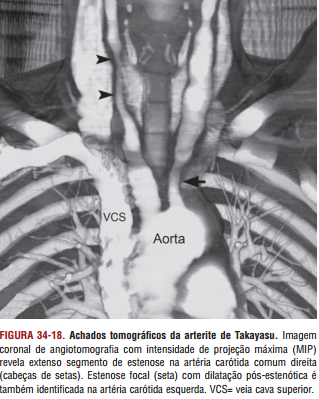 VCS
Aorta
FIGURA 34-18. Achados tomográficos da arterite de Takayasu. Imagem
coronal de angiotomografia com intensidade de projeção máxima (MIP)
revela extenso segmento de estenose na artéria carótida comum direita
(cabeças de setas). Estenose focal (seta) com dilatação pós-estenótica é
também identificada na artéria carótida esquerda. VCS= veia cava superior.